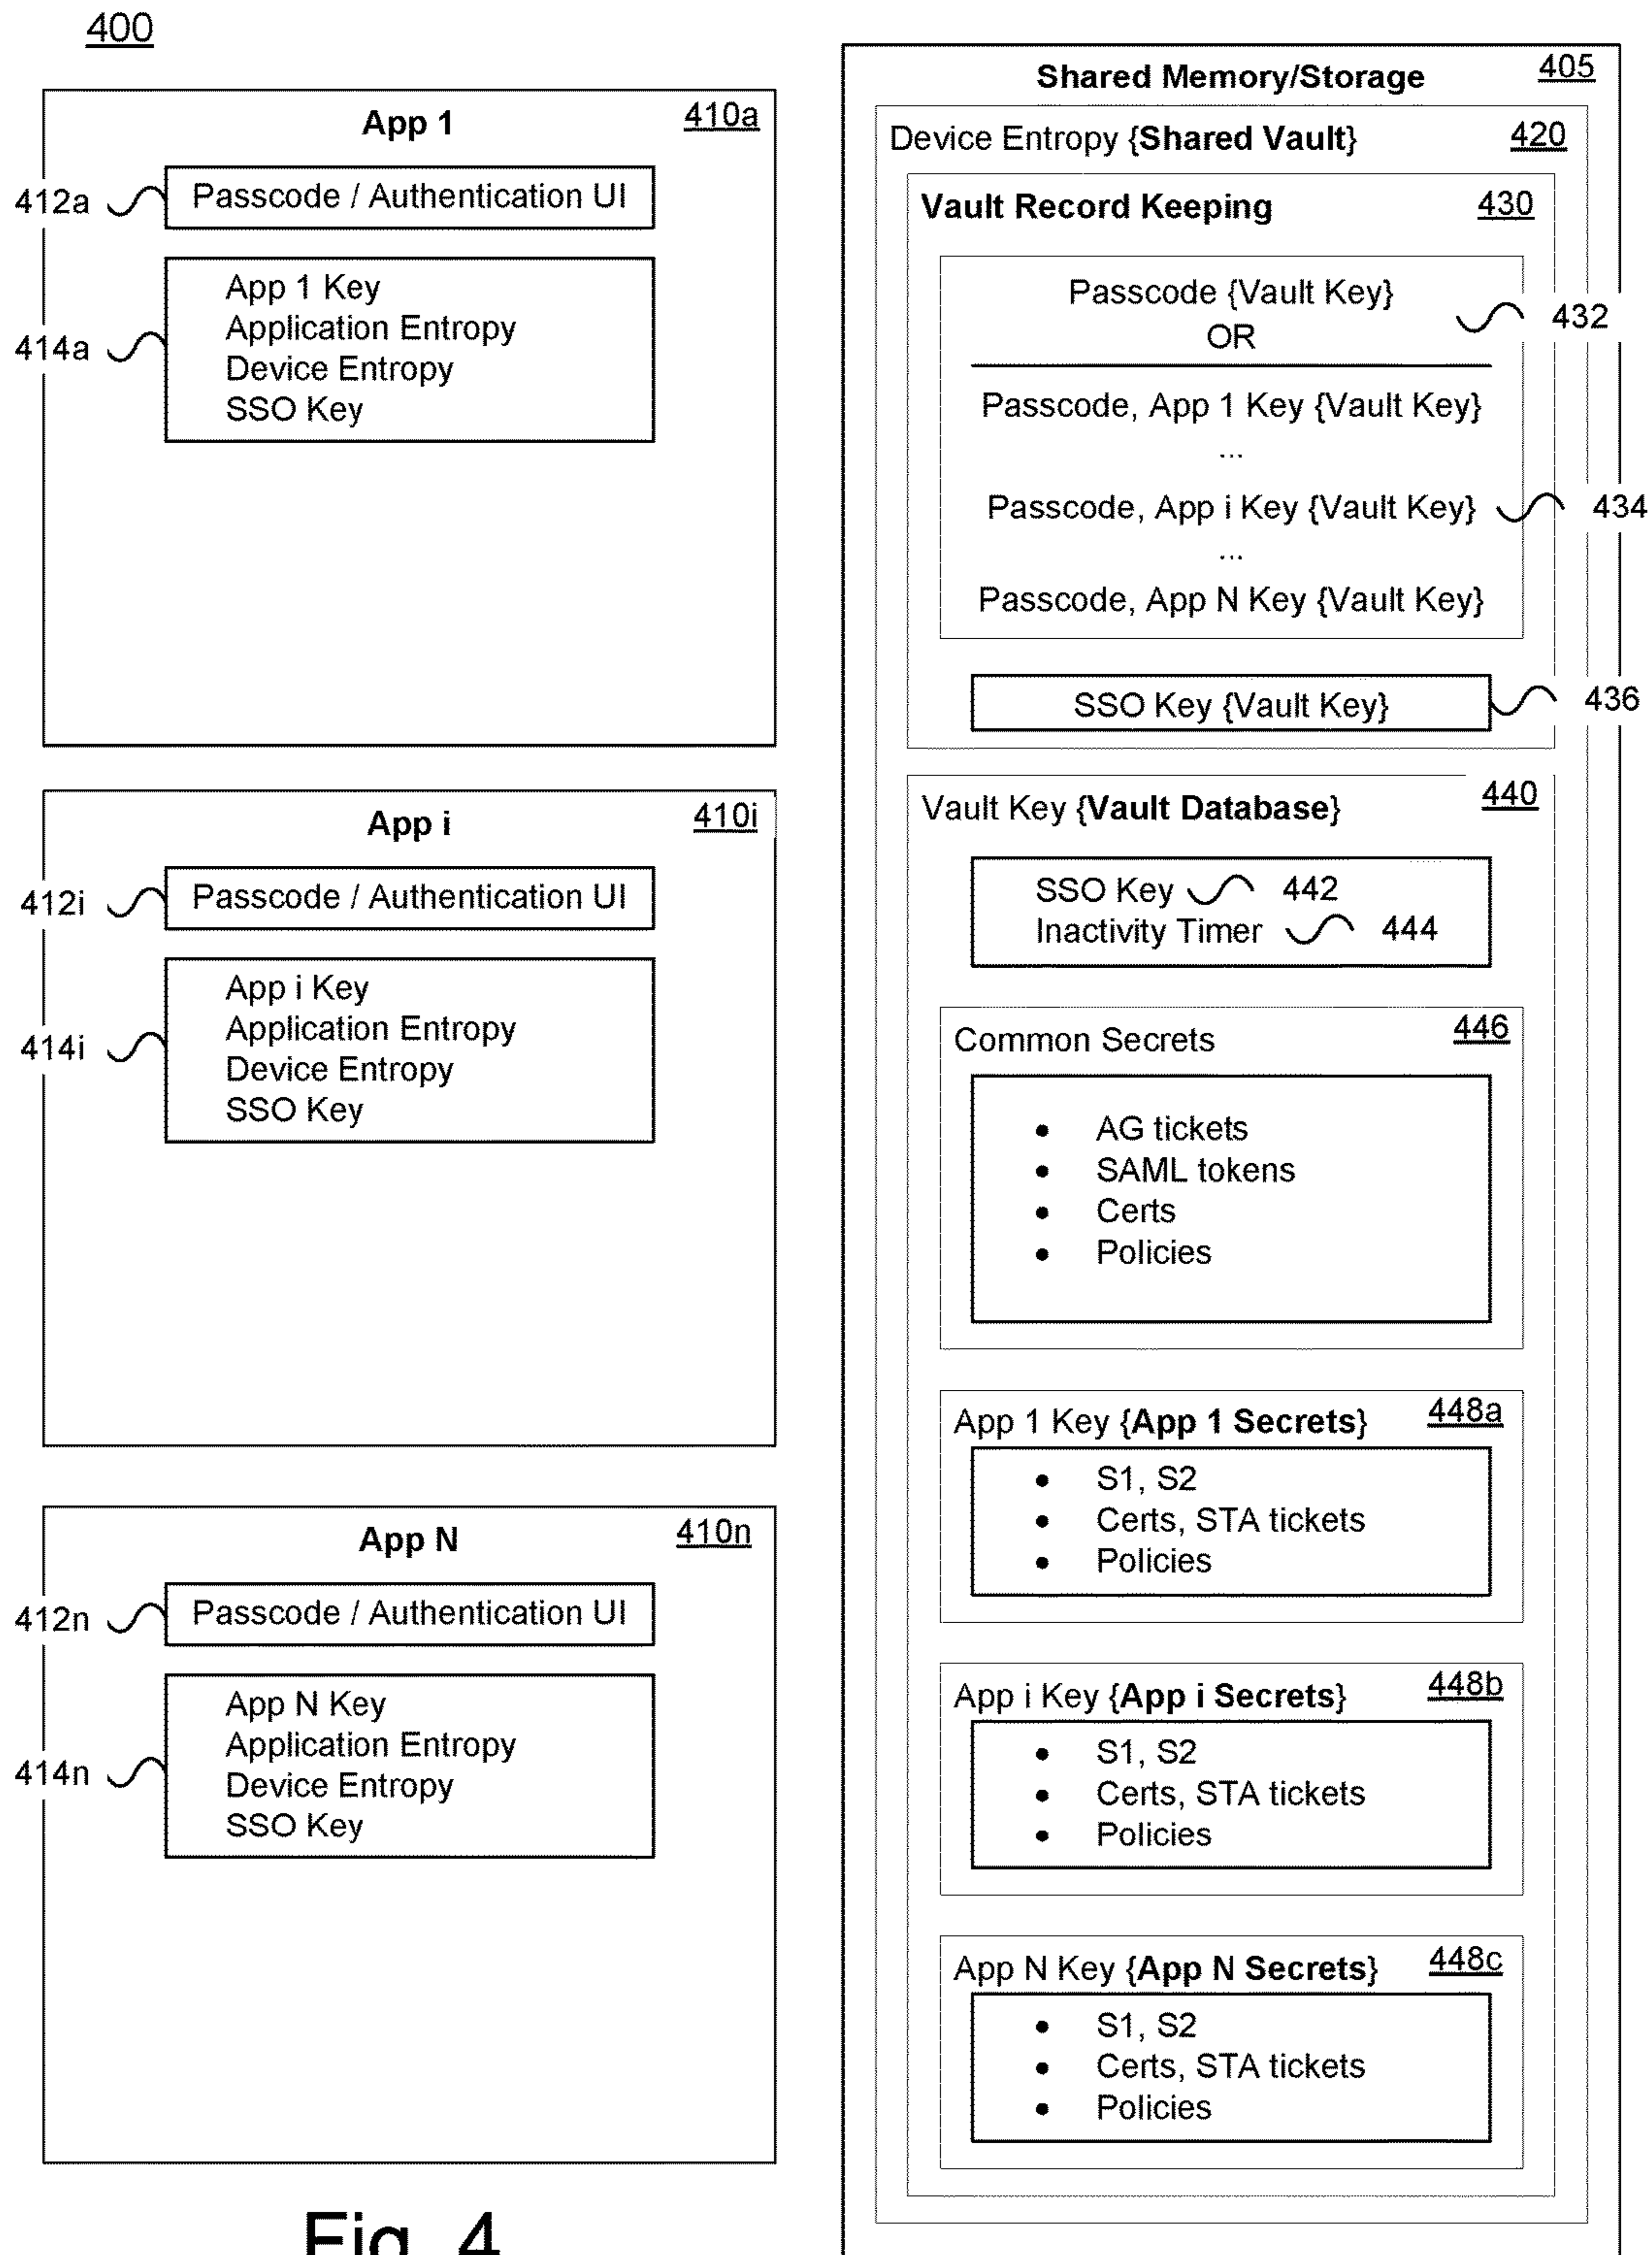 400
App 1
410a
412a
Passcode / Authentication UI
414a
App 1 Key
Application Entropy
Device Entropy
SSO Key
App i
410i
412i
Passcode / Authentication UI
414i
App i Key
Application Entropy
Device Entropy
SSO Key
App N
410n
412n
Passcode / Authentication UI
414n
App N Key
Application Entropy
Device Entropy
SSO Key
Fig. 4
Shared Memory/Storage
405
Device Entropy {Shared Vault}
420
Vault Record Keeping
430
Passcode {Vault Key}
432
OR
Passcode, App 1 Key {Vault Key}
...
Passcode, App i Key {Vault Key}
434
...
Passcode, App N Key {Vault Key}
SSO Key {Vault Key}
436
Vault Key {Vault Database}
440
SSO Key
442
Inactivity Timer
444
Common Secrets
446
• AG tickets
• SAML tokens
• Certs
• Policies
App 1 Key {App 1 Secrets}
448a
• S1, S2
• Certs, STA tickets
• Policies
App i Key {App i Secrets}
448b
• S1, S2
• Certs, STA tickets
• Policies
App N Key {App N Secrets}
448c
• S1, S2
• Certs, STA tickets
• Policies